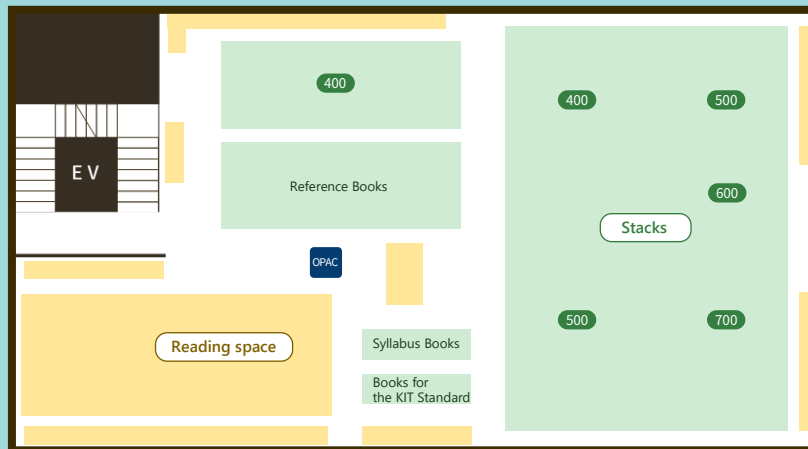 400
400
500
E V
Reference Books
600
Stacks
OPAC
500
700
Reading space
Syllabus Books
Books for
the KIT Standard